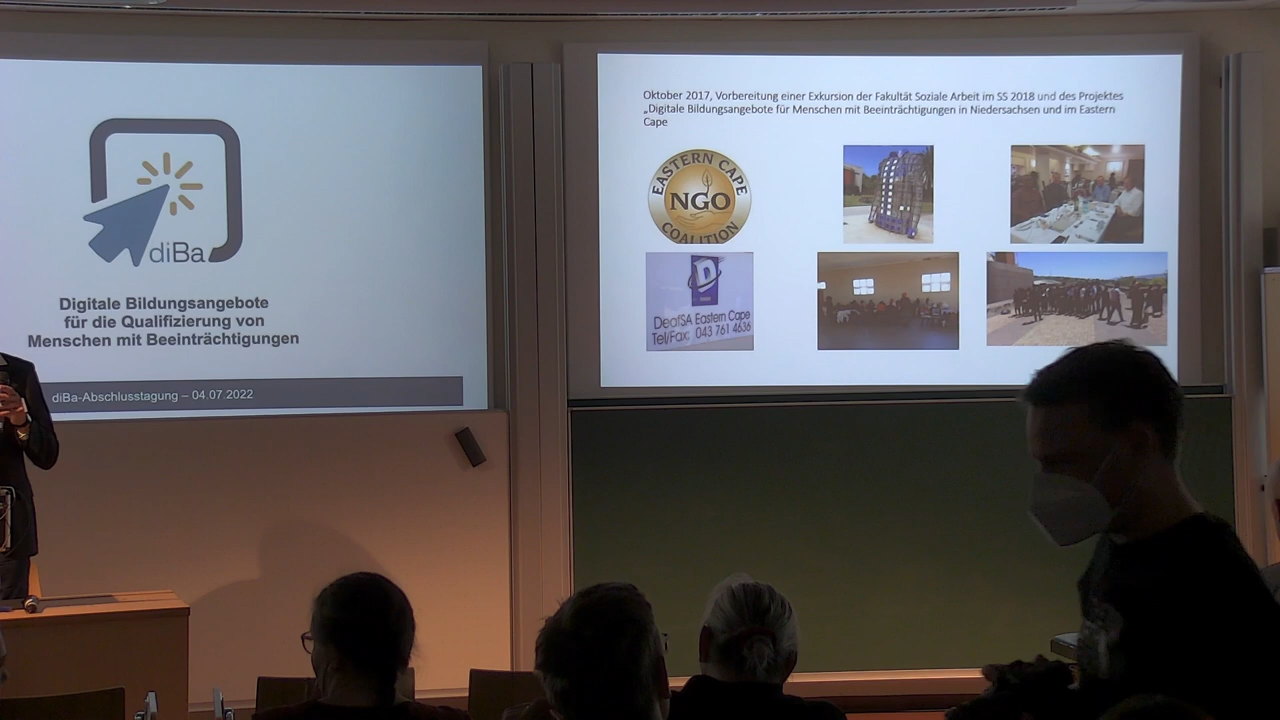 diBa
Digitale Bildungsangebote
für die Qualifizierung von
Menschen mit Beeinträchtigungen
diBa-Abschlusstagung – 04.07.2022
Oktober 2017, Vorbereitung einer Exkursion der Fakultät Soziale Arbeit im SS 2018 und des Projektes
„Digitale Bildungsangebote für Menschen mit Beeinträchtigungen in Niedersachsen und im Eastern
Cape
EASTERN CAPE
NGO
COALITION
D
DeafSA Eastern Cape
Tel/Fax: 043 761 4636